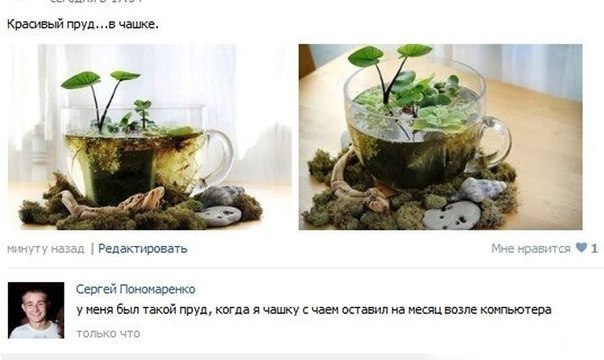 сегодня в 17:54
Красивый пруд...в чашке.
минуту назад | Редактировать
Мне нравится 1
Сергей Пономаренко
у меня был такой пруд, когда я чашку с чаем оставил на месяц возле компьютера
только что